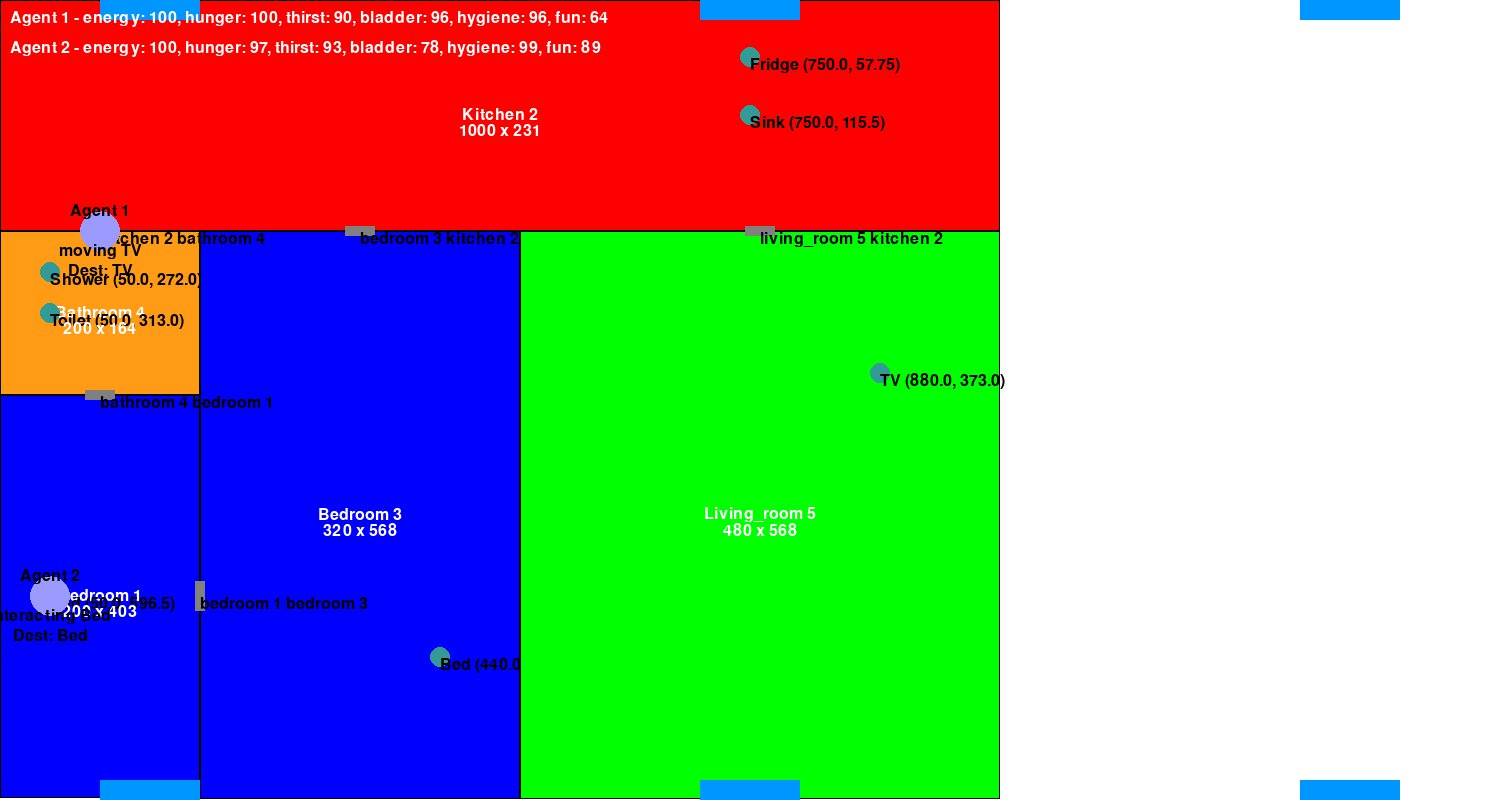 Agent 1 - energy: 100, hunger: 100, thirst: 90, bladder: 96, hygiene: 96, fun: 64
Agent 2 - energy: 100, hunger: 97, thirst: 93, bladder: 78, hygiene: 99, fun: 89
Fridge (750.0, 57.75)
Kitchen 2
1000 x 231
Sink (750.0, 115.5)
Agent 1
chen 2 bathroom 4
bedroom 3 kitchen 2
living_room 5 kitchen 2
moving TV
Dest: TV
Shower (50.0, 272.0)
Bathroom 4
Toilet (50.0, 313.0)
200 x 164
TV (880.0, 373.0)
bathroom 4 bedroom 1
Bedroom 3
320 x 568
Living_room 5
480 x 568
Agent 2
edroom 1
96.5)
bedroom 1 bedroom 3
200 x 403
nteracting Bed
Dest: Bed
Bed (440.0